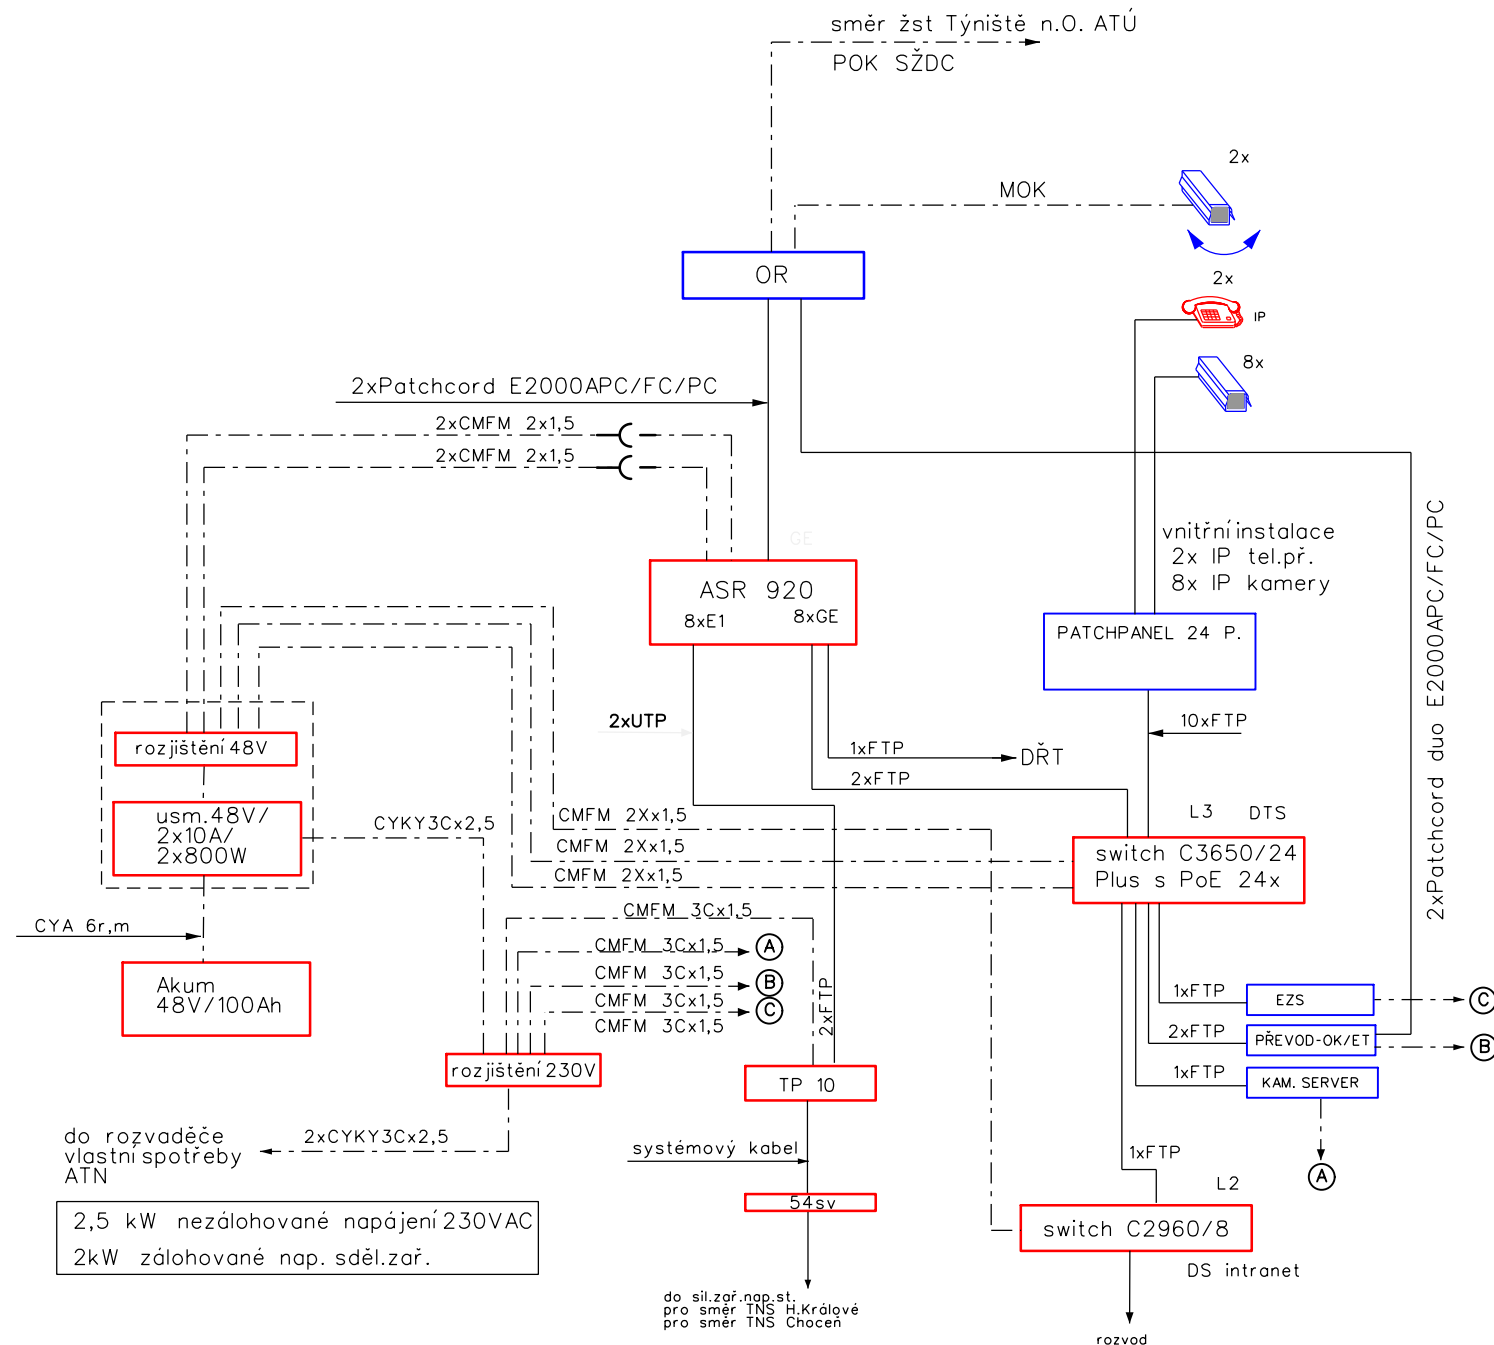 směr žst Týniště n.O. ATÚ
POK SŽDC
2x
MOK
OR
2x
IP
8x
2xPatchcord E2000APC/FC/PC
2xCMFM 2x1,5
2xCMFM 2x1,5
GE
vnitřní instalace
2x IP tel.př.
8x IP kamery
2xPatchcord duo E2000APC/FC/PC
ASR 920
8xE1
8xGE
PATCHPANEL 24 P.
2xUTP
10xFTP
1xFTP
DŘT
2xFTP
rozjištění 48V
usm.48V/
2x10A/
2x800W
CYKY3Cx2,5
CMFM 2Xx1,5
CMFM 2Xx1,5
CMFM 2Xx1,5
L3 DTS
switch C3650/24
Plus s PoE 24x
CYA 6r,m
CMFM 3Cx1,5
CMFM 3Cx1,5
A
CMFM 3Cx1,5
B
CMFM 3Cx1,5
C
CMFM 3Cx1,5
2xFTP
Akum
48V/100Ah
1xFTP
EZS
C
2xFTP
PŘEVOD-OK/ET
B
1xFTP
KAM. SERVER
A
rozjištění 230V
TP 10
do rozvaděče
vlastní spotřeby
ATN
2xCYKY3Cx2,5
systémový kabel
54sv
1xFTP
L2
switch C2960/8
DS intranet
2,5 kW nezálohované napájení 230VAC
2kW zálohované nap. sděl.zař.
do sil.zař.nap.st.
pro směr TNS H.Králové
pro směr TNS Choceň
rozvod